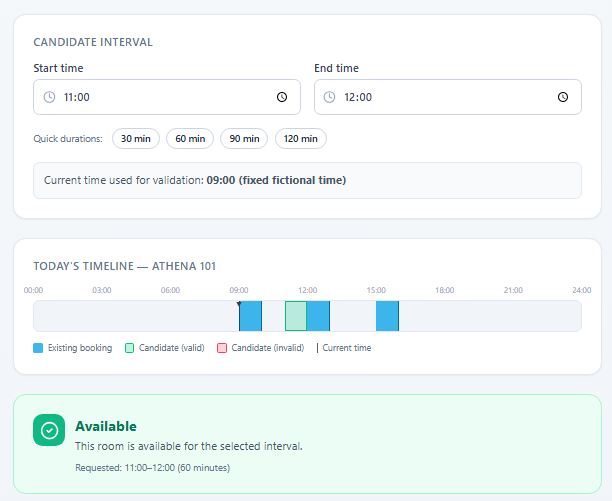 CANDIDATE INTERVAL
Start time End time
11:00 12:00
Quick durations: 30 min 60 min 90 min 120 min
Current time used for validation: 09:00 (fixed fictional time)
TODAY'S TIMELINE — ATHENA 101
00:00 03:00 06:00 09:00 12:00 15:00 18:00 21:00 24:00
Existing booking Candidate (valid) Candidate (invalid) Current time
Available
This room is available for the selected interval.
Requested: 11:00–12:00 (60 minutes)